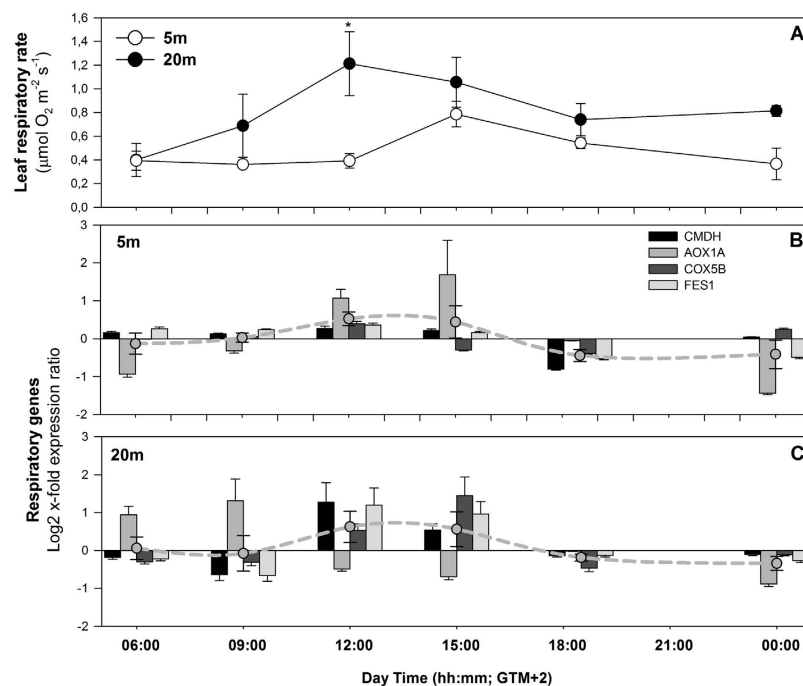 1,6
1,4
1,2
1,0
0,8
0,6
0,4
0,2
0,0
Leaf respiratory rate
(μmol O2 m-2 s-1)
5m
20m
*
A
3
2
1
0
-1
-2
5m
B
CMDH
AOX1A
COX5B
FES1
3
2
1
0
-1
-2
20m
C
Respiratory genes
Log2 x-fold expression ratio
06:00 09:00 12:00 15:00 18:00 21:00 00:00
Day Time (hh:mm; GTM+2)